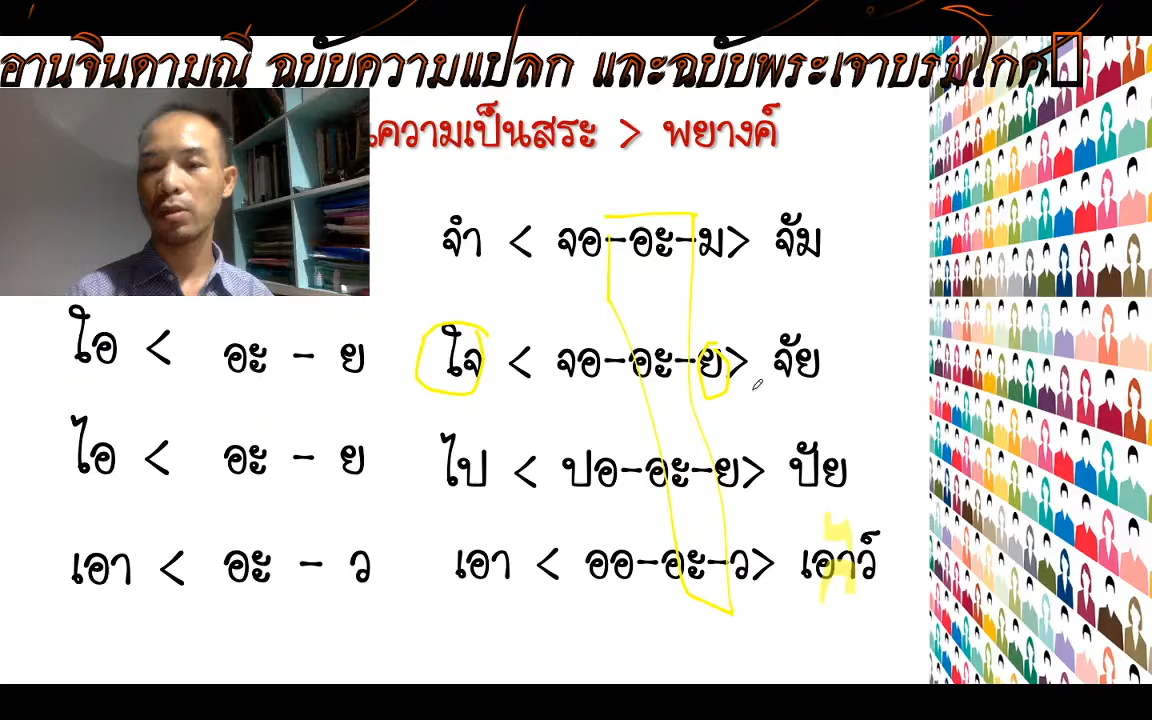 อ่านจินดามณี ฉบับความแปลก และฉบับพระเจ้าบรมโกศ
ความเป็นสระ > พยางค์
จำ < จอ-อะ-ม> จัม
ใอ < อะ - ย
ใจ < จอ-อะ-ย> จัย
ไอ < อะ - ย
ไป < ปอ-อะ-ย> ปัย
เอา < อะ - ว
เอา < ออ-อะ-ว> เอาว์